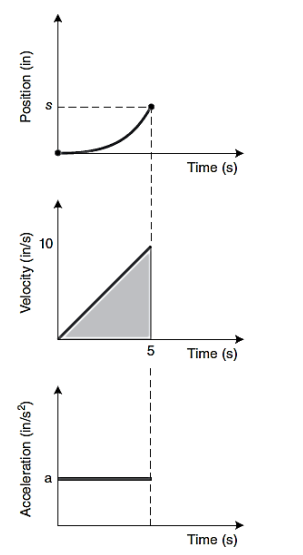 Position (in)
s
Time (s)
Velocity (in/s)
10
5
Time (s)
Acceleration (in/s²)
a
Time (s)